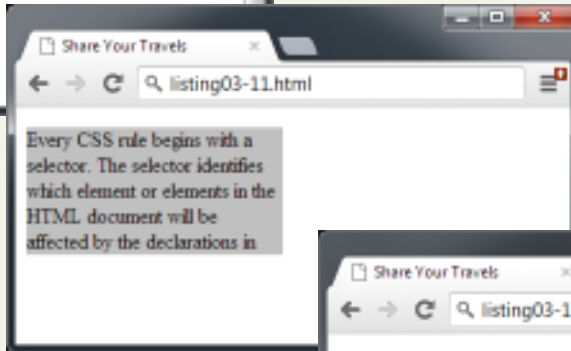 Share Your Travels
listing03-11.html
Every CSS rule begins with a
selector. The selector identifies
which element or elements in the
HTML document will be
affected by the declarations in
Share Your Travels
listing03-1